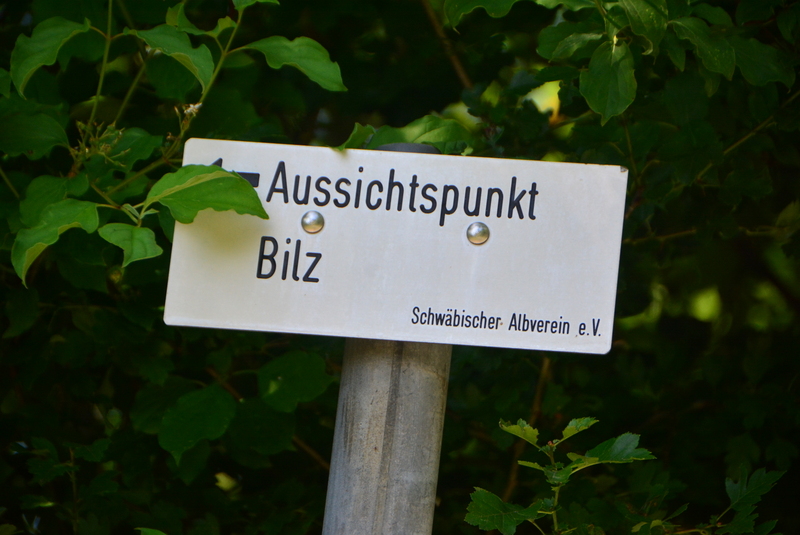 Aussichtspunkt
Bilz
Schwäbischer Albverein e.V.